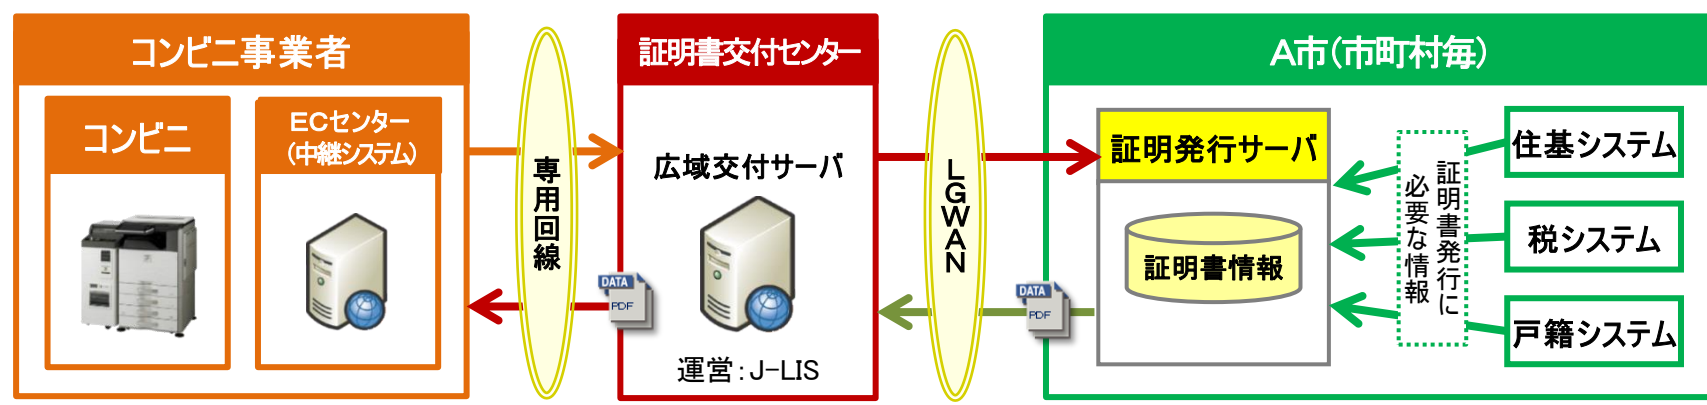 コンビニ事業者
コンビニ
ECセンター
(中継システム)
専用回線
証明書交付センター
広域交付サーバ
DATA
PDF
運営：J-LIS
LGWAN
A市(市町村毎)
証明発行サーバ
証明書情報
DATA
PDF
証明書発行に
必要な情報
住基システム
税システム
戸籍システム